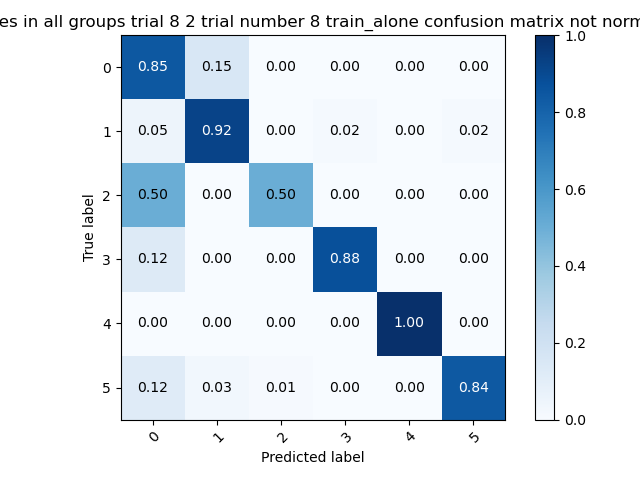 es in all groups trial 8 2 trial number 8 train_alone confusion matrix not norm
1.0
0 0.85 0.15 0.00 0.00 0.00 0.00
0.8
1 0.05 0.92 0.00 0.02 0.00 0.02
2 0.50 0.00 0.50 0.00 0.00 0.00
0.6
True label
3 0.12 0.00 0.00 0.88 0.00 0.00
0.4
4 0.00 0.00 0.00 0.00 1.00 0.00
0.2
5 0.12 0.03 0.01 0.00 0.00 0.84
0.0
0 1 2 3 4 5
Predicted label